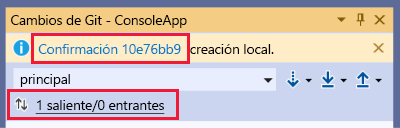 Cambios de Git - ConsoleApp
Confirmación 10e76bb9 creación local.
principal
1 saliente/0 entrantes